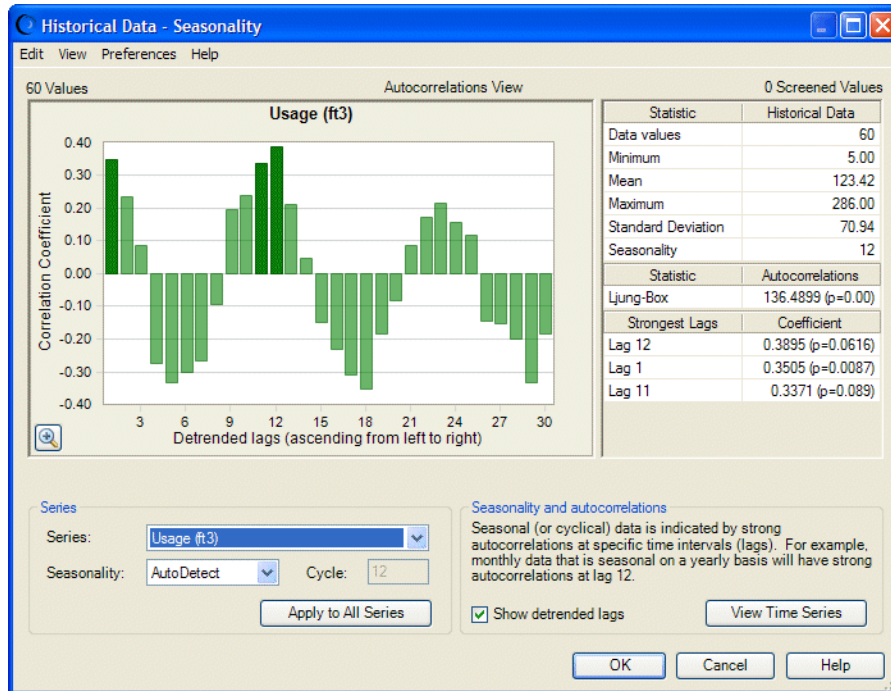 Historical Data - Seasonality
Edit View Preferences Help
60 Values
Autocorrelations View
0 Screened Values
Usage (ft3)
Correlation Coefficient
0.40
0.30
0.20
0.10
0.00
-0.10
-0.20
-0.30
-0.40
3 6 9 12 15 18 21 24 27 30
Detrended lags (ascending from left to right)
Statistic Historical Data
Data values 60
Minimum 5.00
Mean 123.42
Maximum 286.00
Standard Deviation 70.94
Seasonality 12
Statistic Autocorrelations
Ljung-Box 136.4899 (p=0.00)
Strongest Lags Coefficient
Lag 12 0.3895 (p=0.0616)
Lag 1 0.3505 (p=0.0087)
Lag 11 0.3371 (p=0.089)
Series
Series: Usage (ft3)
Seasonality: AutoDetect Cycle: 12
Apply to All Series
Seasonality and autocorrelations
Seasonal (or cyclical) data is indicated by strong
autocorrelations at specific time intervals (lags). For example,
monthly data that is seasonal on a yearly basis will have strong
autocorrelations at lag 12.
Show detrended lags
View Time Series
OK Cancel Help